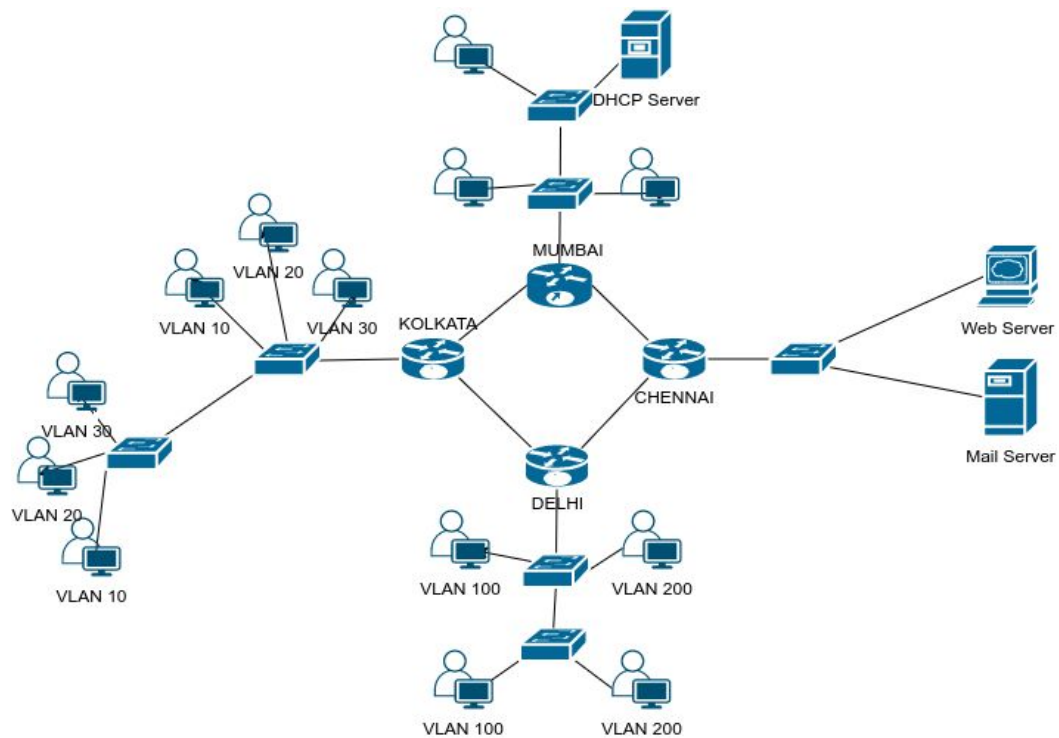 DHCP Server
MUMBAI
VLAN 20
VLAN 10
VLAN 30
KOLKATA
Web Server
CHENNAI
VLAN 30
Mail Server
DELHI
VLAN 20
VLAN 10
VLAN 100
VLAN 200
VLAN 100
VLAN 200